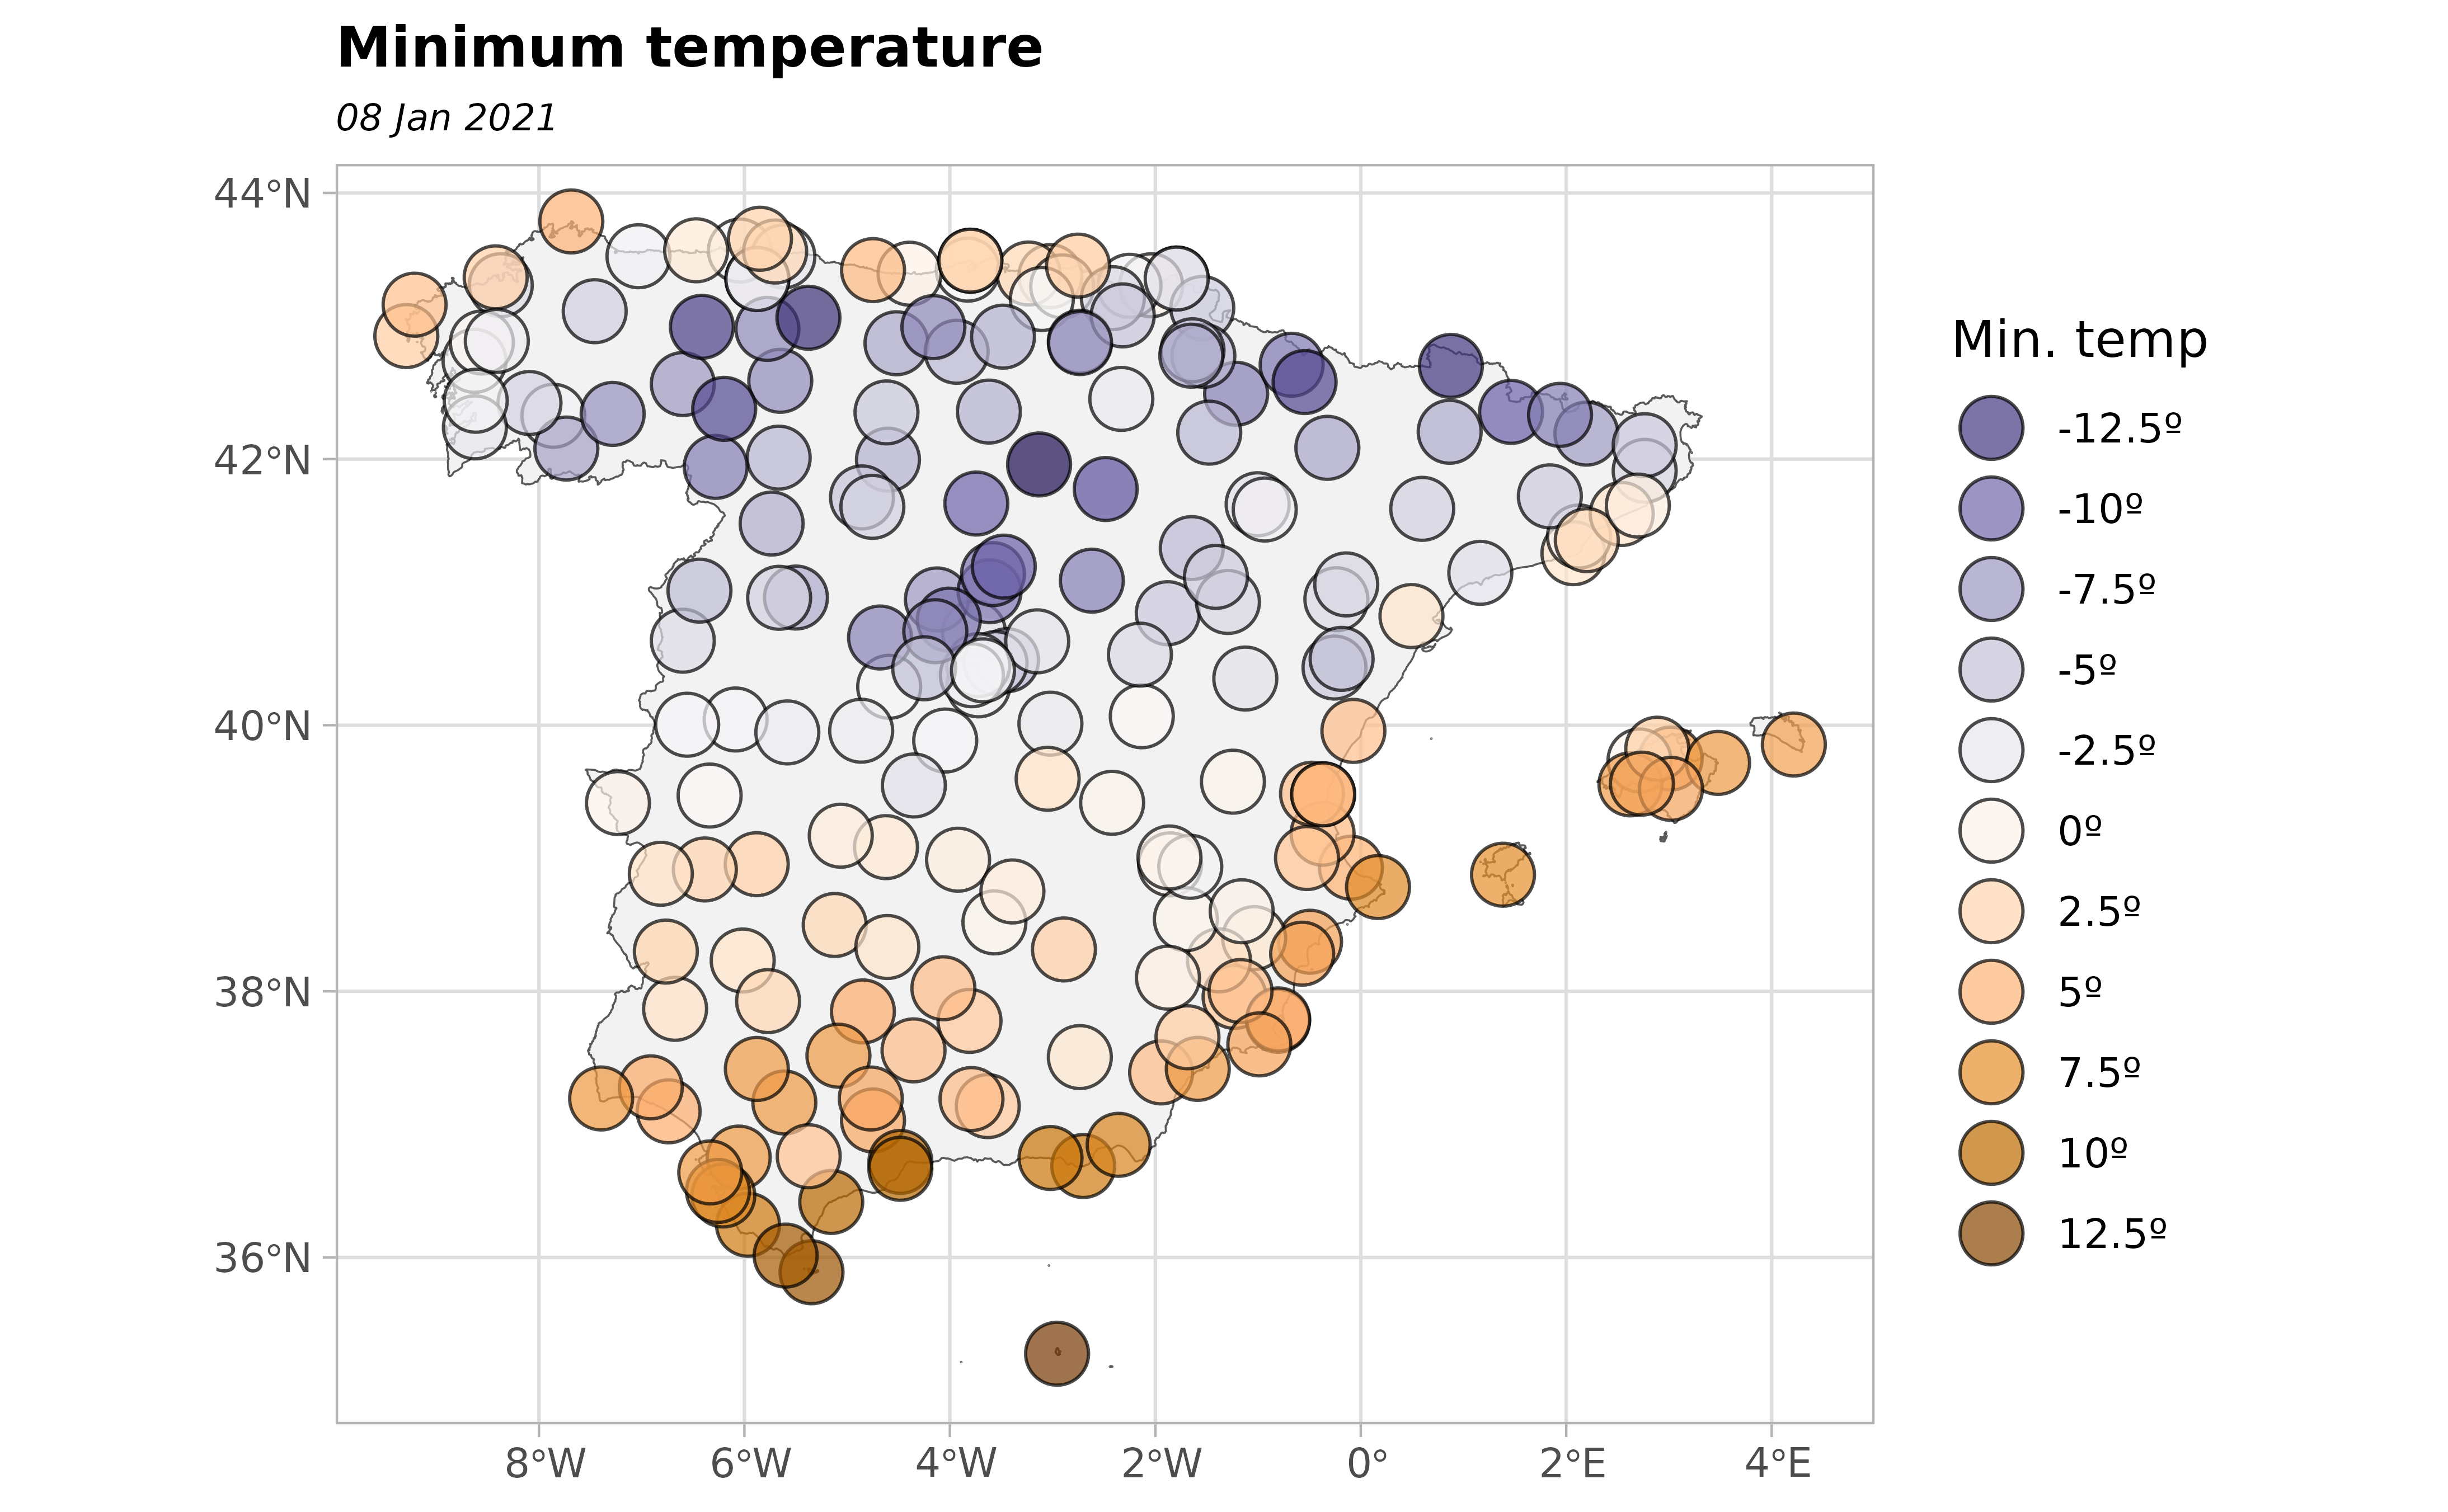 Minimum temperature
08 Jan 2021
44°N
42°N
40°N
38°N
36°N
8°W
6°W
4°W
2°W
0°
2°E
4°E
Min. temp
-12.5º
-10º
-7.5º
-5º
-2.5º
0º
2.5º
5º
7.5º
10º
12.5º